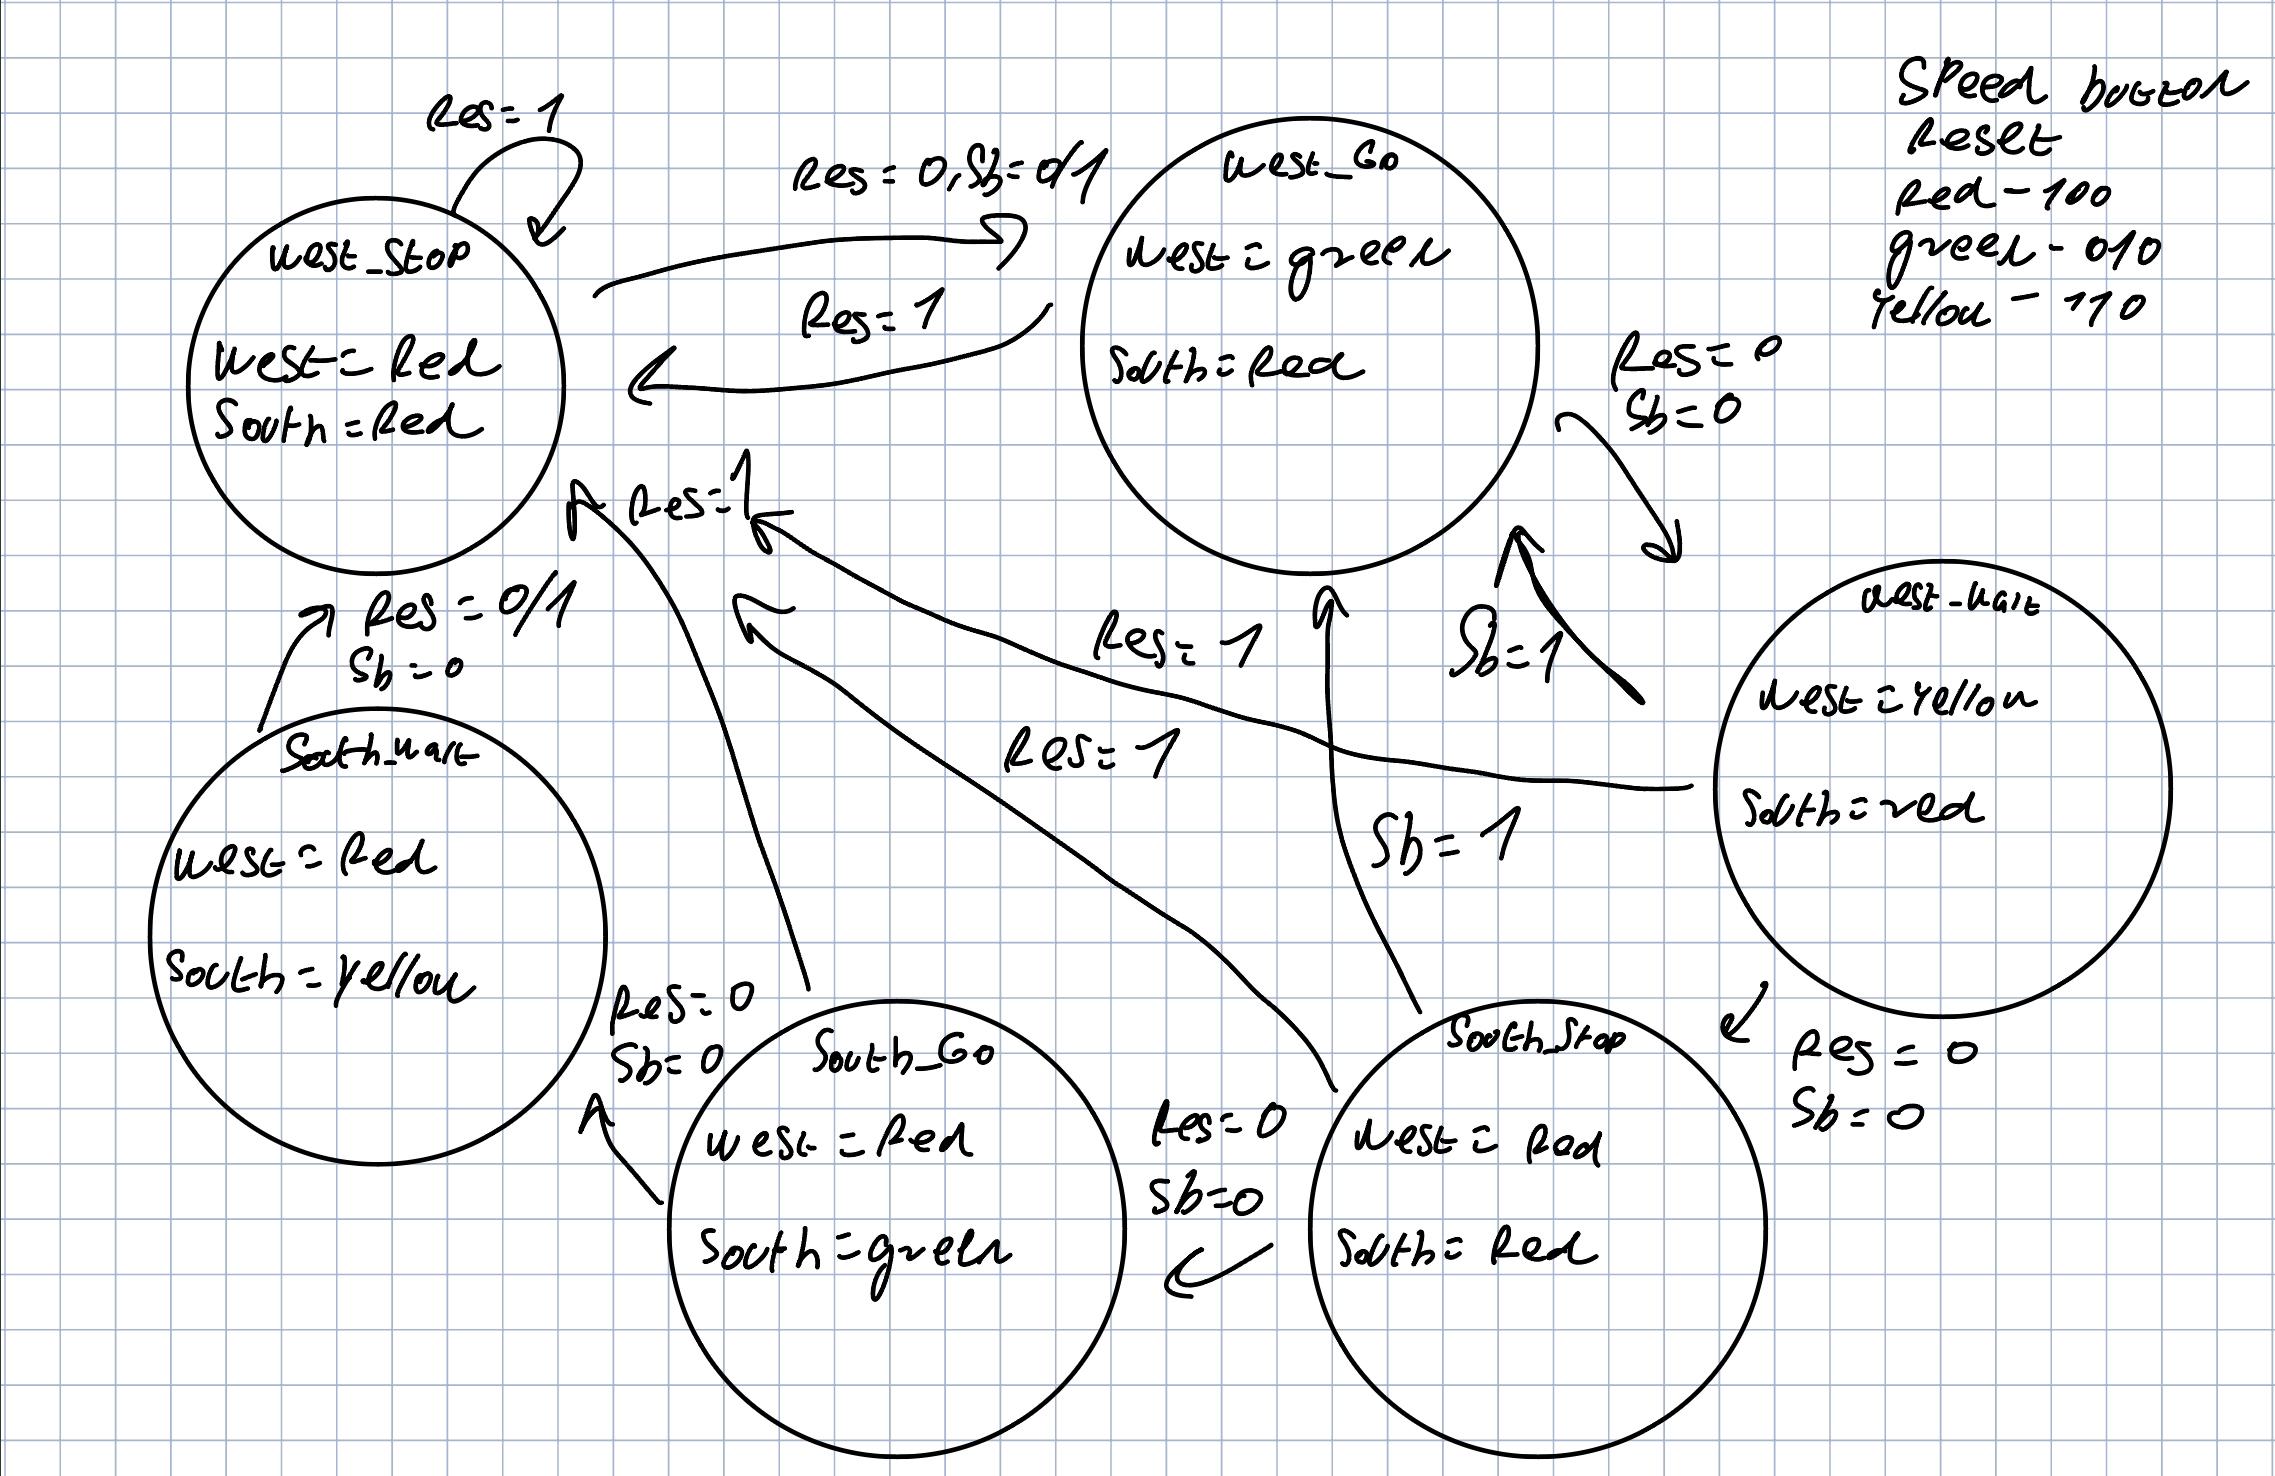 Speed button
Reset
Red - 100
green - 010
Yellow - 110
Res = 1
West_Stop
West = Red
South = Red
Res = 0, Sb = 0/1
Res = 1
West_Go
West = green
South = Red
Res = 0
Sb = 0
West_Wait
West = Yellow
South = red
Sb = 1
Res = 1
Res = 1
Res = 1
Sb = 1
Res = 0/1
Sb = 0
South_Wait
West = Red
South = Yellow
Res = 0
Sb = 0
South_Go
West = Red
South = green
Res = 0
Sb = 0
South_Stop
West = Red
South = Red
Res = 0
Sb = 0